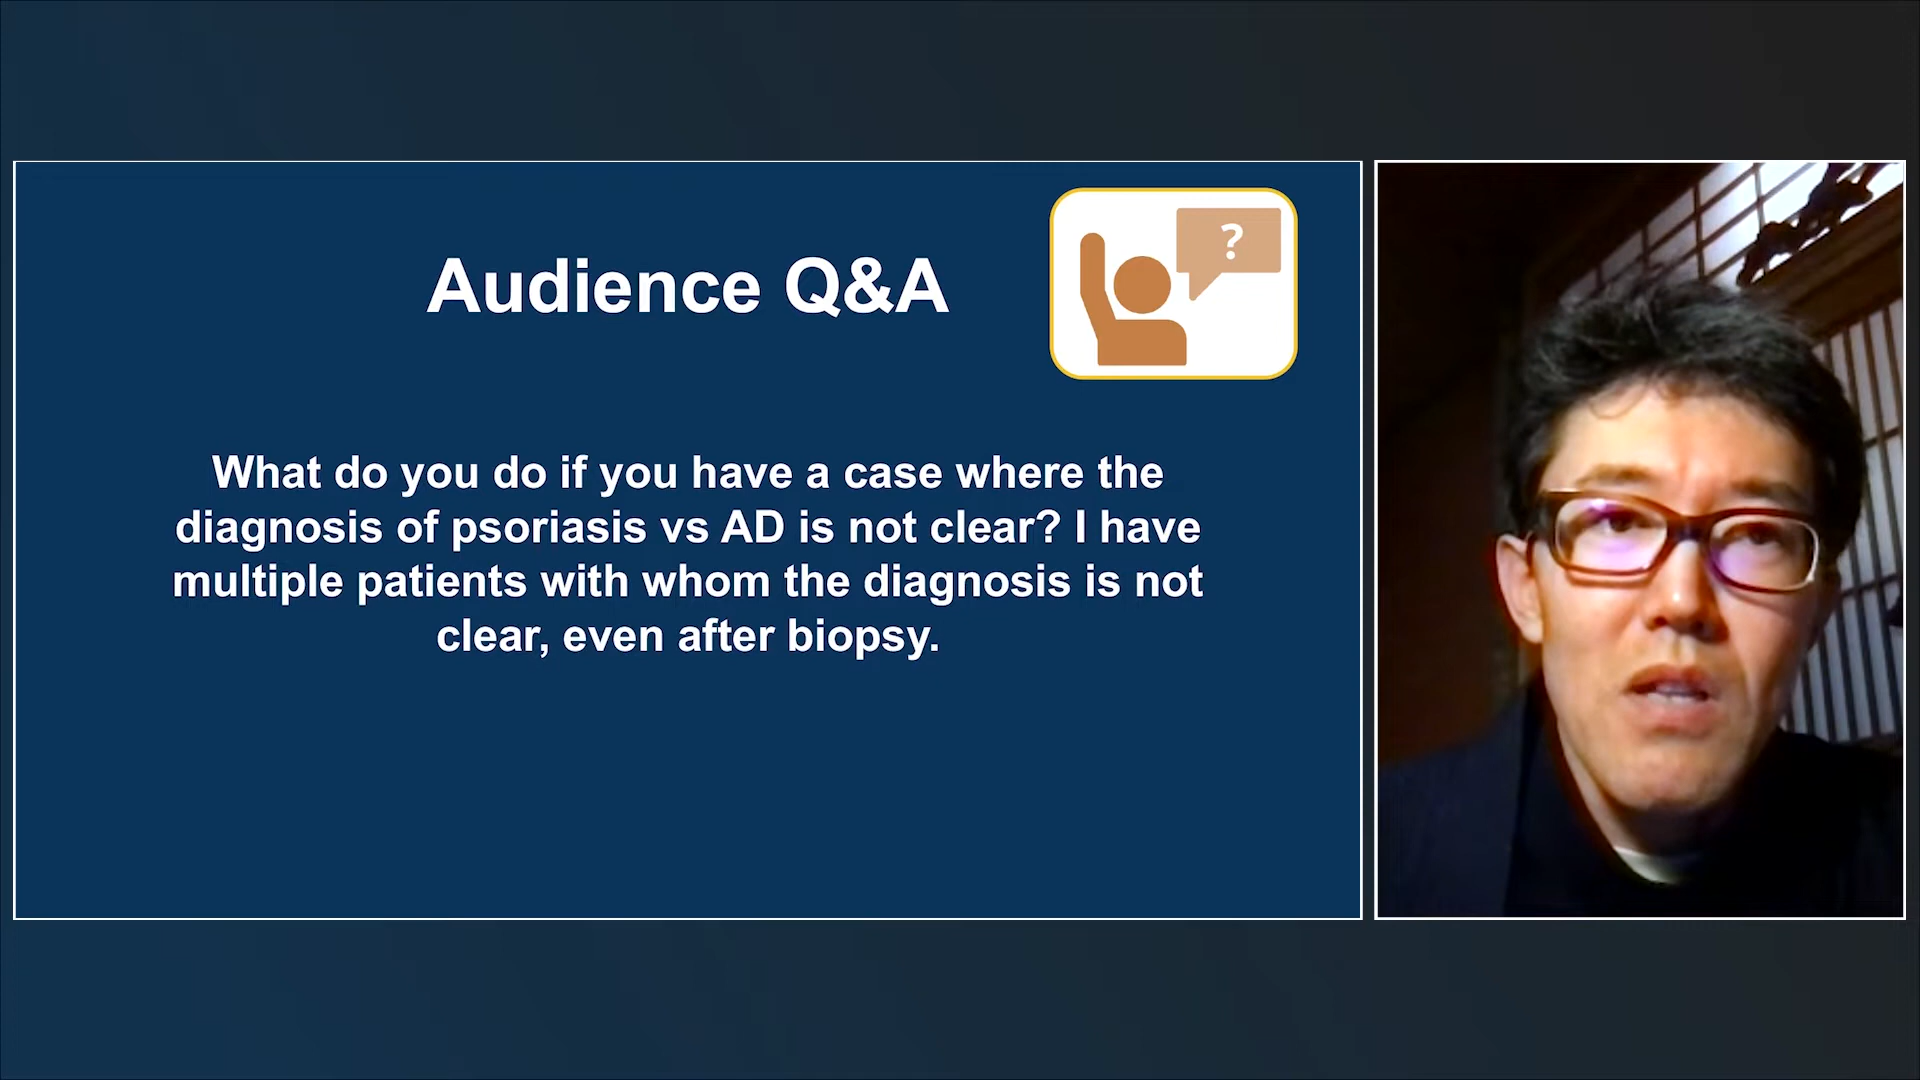 Audience Q&A
?
What do you do if you have a case where the
diagnosis of psoriasis vs AD is not clear? I have
multiple patients with whom the diagnosis is not
clear, even after biopsy.